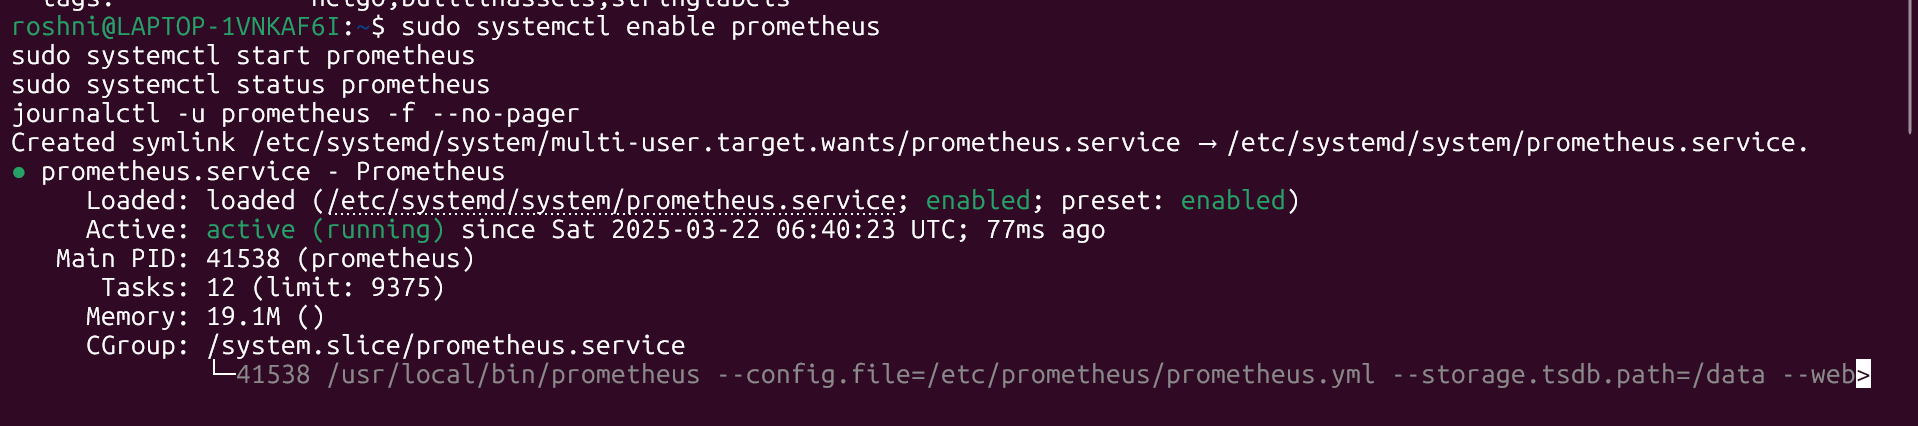 tags: netgo,builtinassets,stringlabels
roshni@LAPTOP-1VNKAF6I:~$ sudo systemctl enable prometheus
sudo systemctl start prometheus
sudo systemctl status prometheus
journalctl -u prometheus -f --no-pager
Created symlink /etc/systemd/system/multi-user.target.wants/prometheus.service → /etc/systemd/system/prometheus.service.
● prometheus.service - Prometheus
Loaded: loaded (/etc/systemd/system/prometheus.service; enabled; preset: enabled)
Active: active (running) since Sat 2025-03-22 06:40:23 UTC; 77ms ago
Main PID: 41538 (prometheus)
Tasks: 12 (limit: 9375)
Memory: 19.1M ()
CGroup: /system.slice/prometheus.service
└─41538 /usr/local/bin/prometheus --config.file=/etc/prometheus/prometheus.yml --storage.tsdb.path=/data --web>